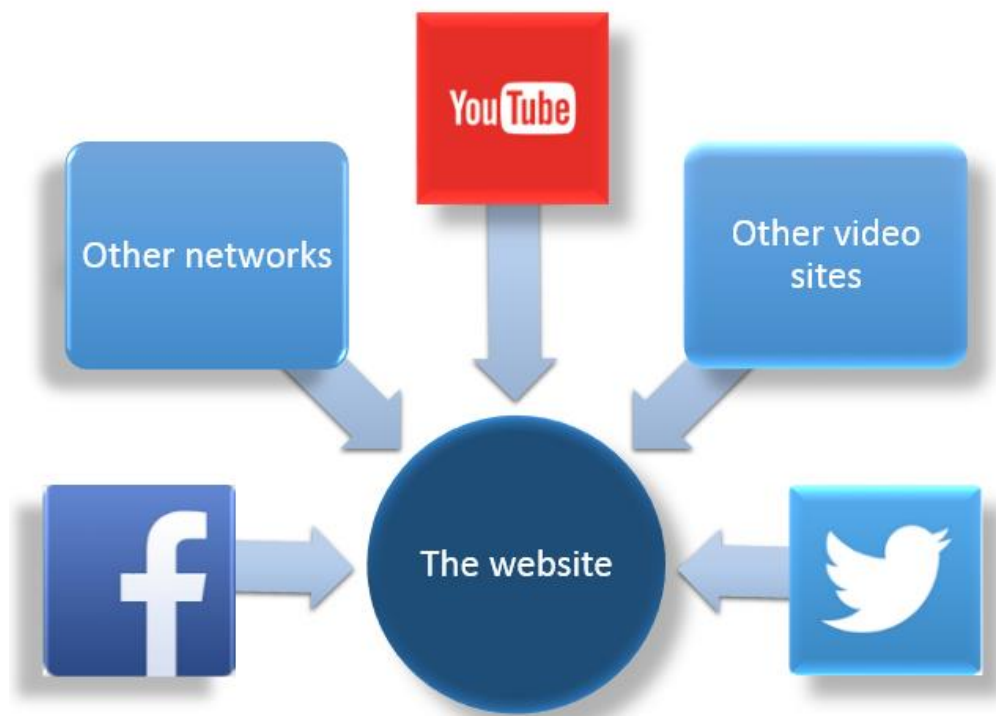 YouTube
Other networks
Other video
sites
The website